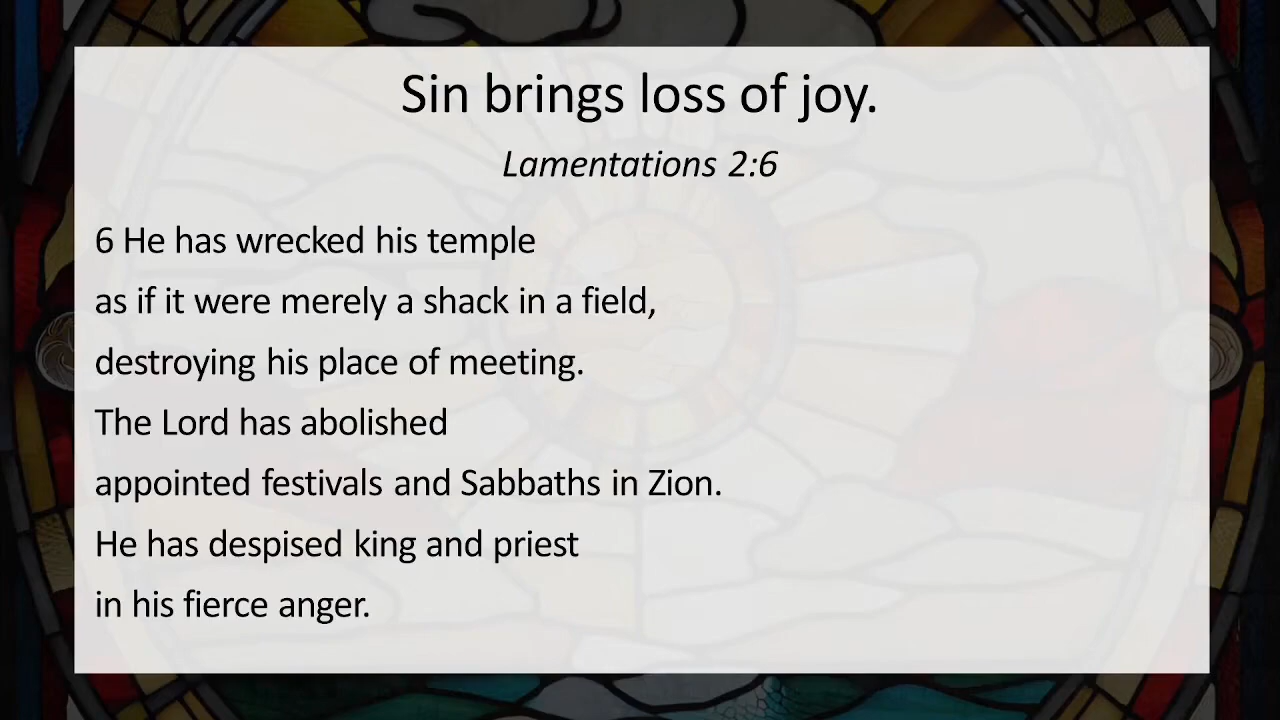 Sin brings loss of joy.
Lamentations 2:6
6 He has wrecked his temple
as if it were merely a shack in a field,
destroying his place of meeting.
The Lord has abolished
appointed festivals and Sabbaths in Zion.
He has despised king and priest
in his fierce anger.